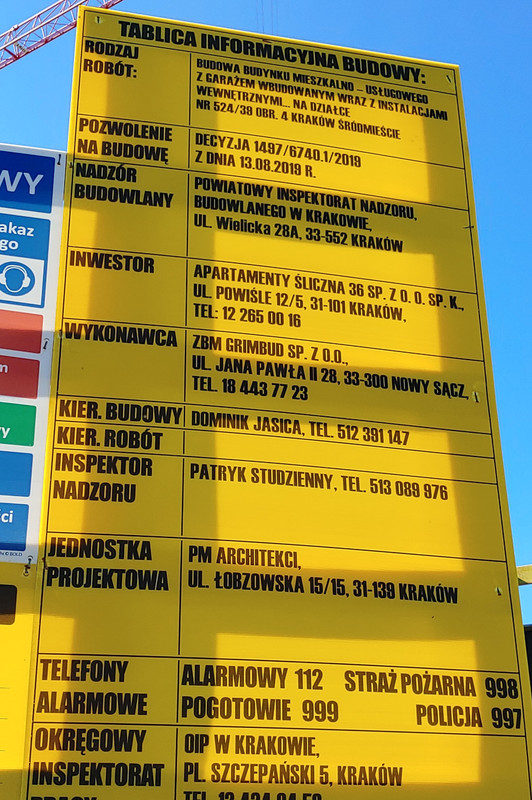 TABLICA INFORMACYJNA BUDOWY:
RODZAJ
ROBÓT:
BUDOWA BUDYNKU MIESZKALNO – USŁUGOWEGO
Z GARAŻEM WBUDOWANYM WRAZ Z INSTALACJAMI
WEWNĘTRZNYMI... NA DZIAŁCE
NR 524/39 OBR. 4 KRAKÓW ŚRÓDMIEŚCIE
POZWOLENIE
NA BUDOWĘ
DECYZJA 1497/6740.1/2019
Z DNIA 13.08.2019 R.
NADZÓR
BUDOWLANY
POWIATOWY INSPEKTORAT NADZORU,
BUDOWLANEGO W KRAKOWIE,
UL. Wielicka 28A, 33-552 KRAKÓW
INWESTOR
APARTAMENTY ŚLICZNA 36 SP. Z O. O. SP. K.,
UL. POWIŚLE 12/5, 31-101 KRAKÓW,
TEL: 12 265 00 16
WYKONAWCA
ZBM GRIMBUD SP. Z O.O.,
UL. JANA PAWŁA II 28, 33-300 NOWY SĄCZ,
TEL. 18 443 77 23
KIER. BUDOWY
DOMINIK JASICA, TEL. 512 391 147
KIER. ROBÓT
INSPEKTOR
NADZORU
PATRYK STUDZIENNY, TEL. 513 089 976
JEDNOSTKA
PROJEKTOWA
PM ARCHITEKCI,
UL. ŁOBZOWSKA 15/15, 31-139 KRAKÓW
TELEFONY
ALARMOWE
ALARMOWY 112 STRAŻ POŻARNA 998
POGOTOWIE 999 POLICJA 997
OKRĘGOWY
INSPEKTORAT
OIP W KRAKOWIE,
PL. SZCZEPAŃSKI 5, KRAKÓW
WY
akaz
go